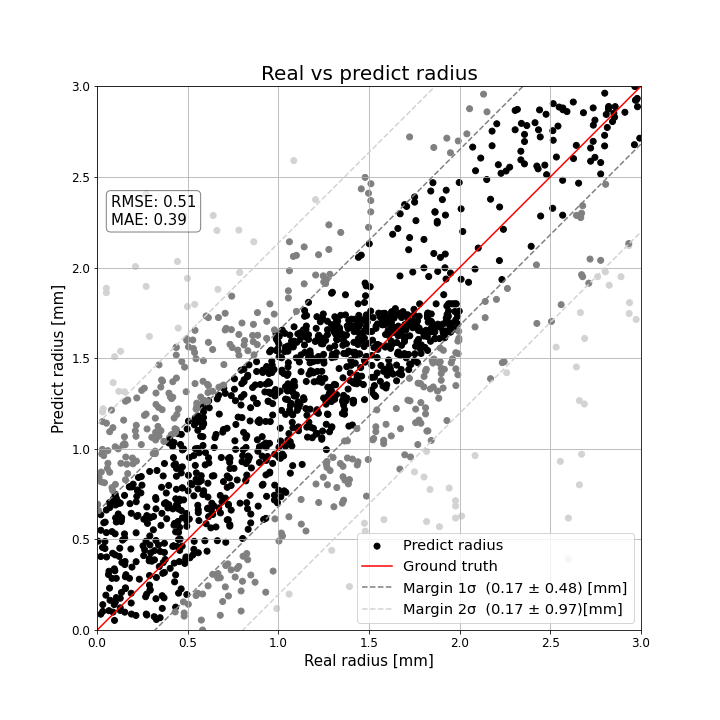 Real vs predict radius
3.0
2.5
2.0
1.5
1.0
0.5
0.0
Predict radius [mm]
RMSE: 0.51
MAE: 0.39
Predict radius
Ground truth
Margin 1σ  (0.17 ± 0.48) [mm]
Margin 2σ  (0.17 ± 0.97)[mm]
0.0 0.5 1.0 1.5 2.0 2.5 3.0
Real radius [mm]